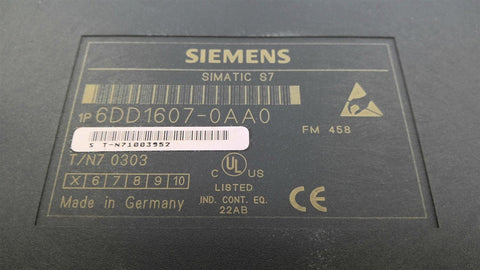 SIEMENS
SIMATIC S7
1P 6DD1607-0AA0
FM 458
S T-N71003952
T/N7 0303
X 6 7 8 9 10
C UL US
LISTED
IND. CONT. EQ.
22AB
Made in Germany
CE